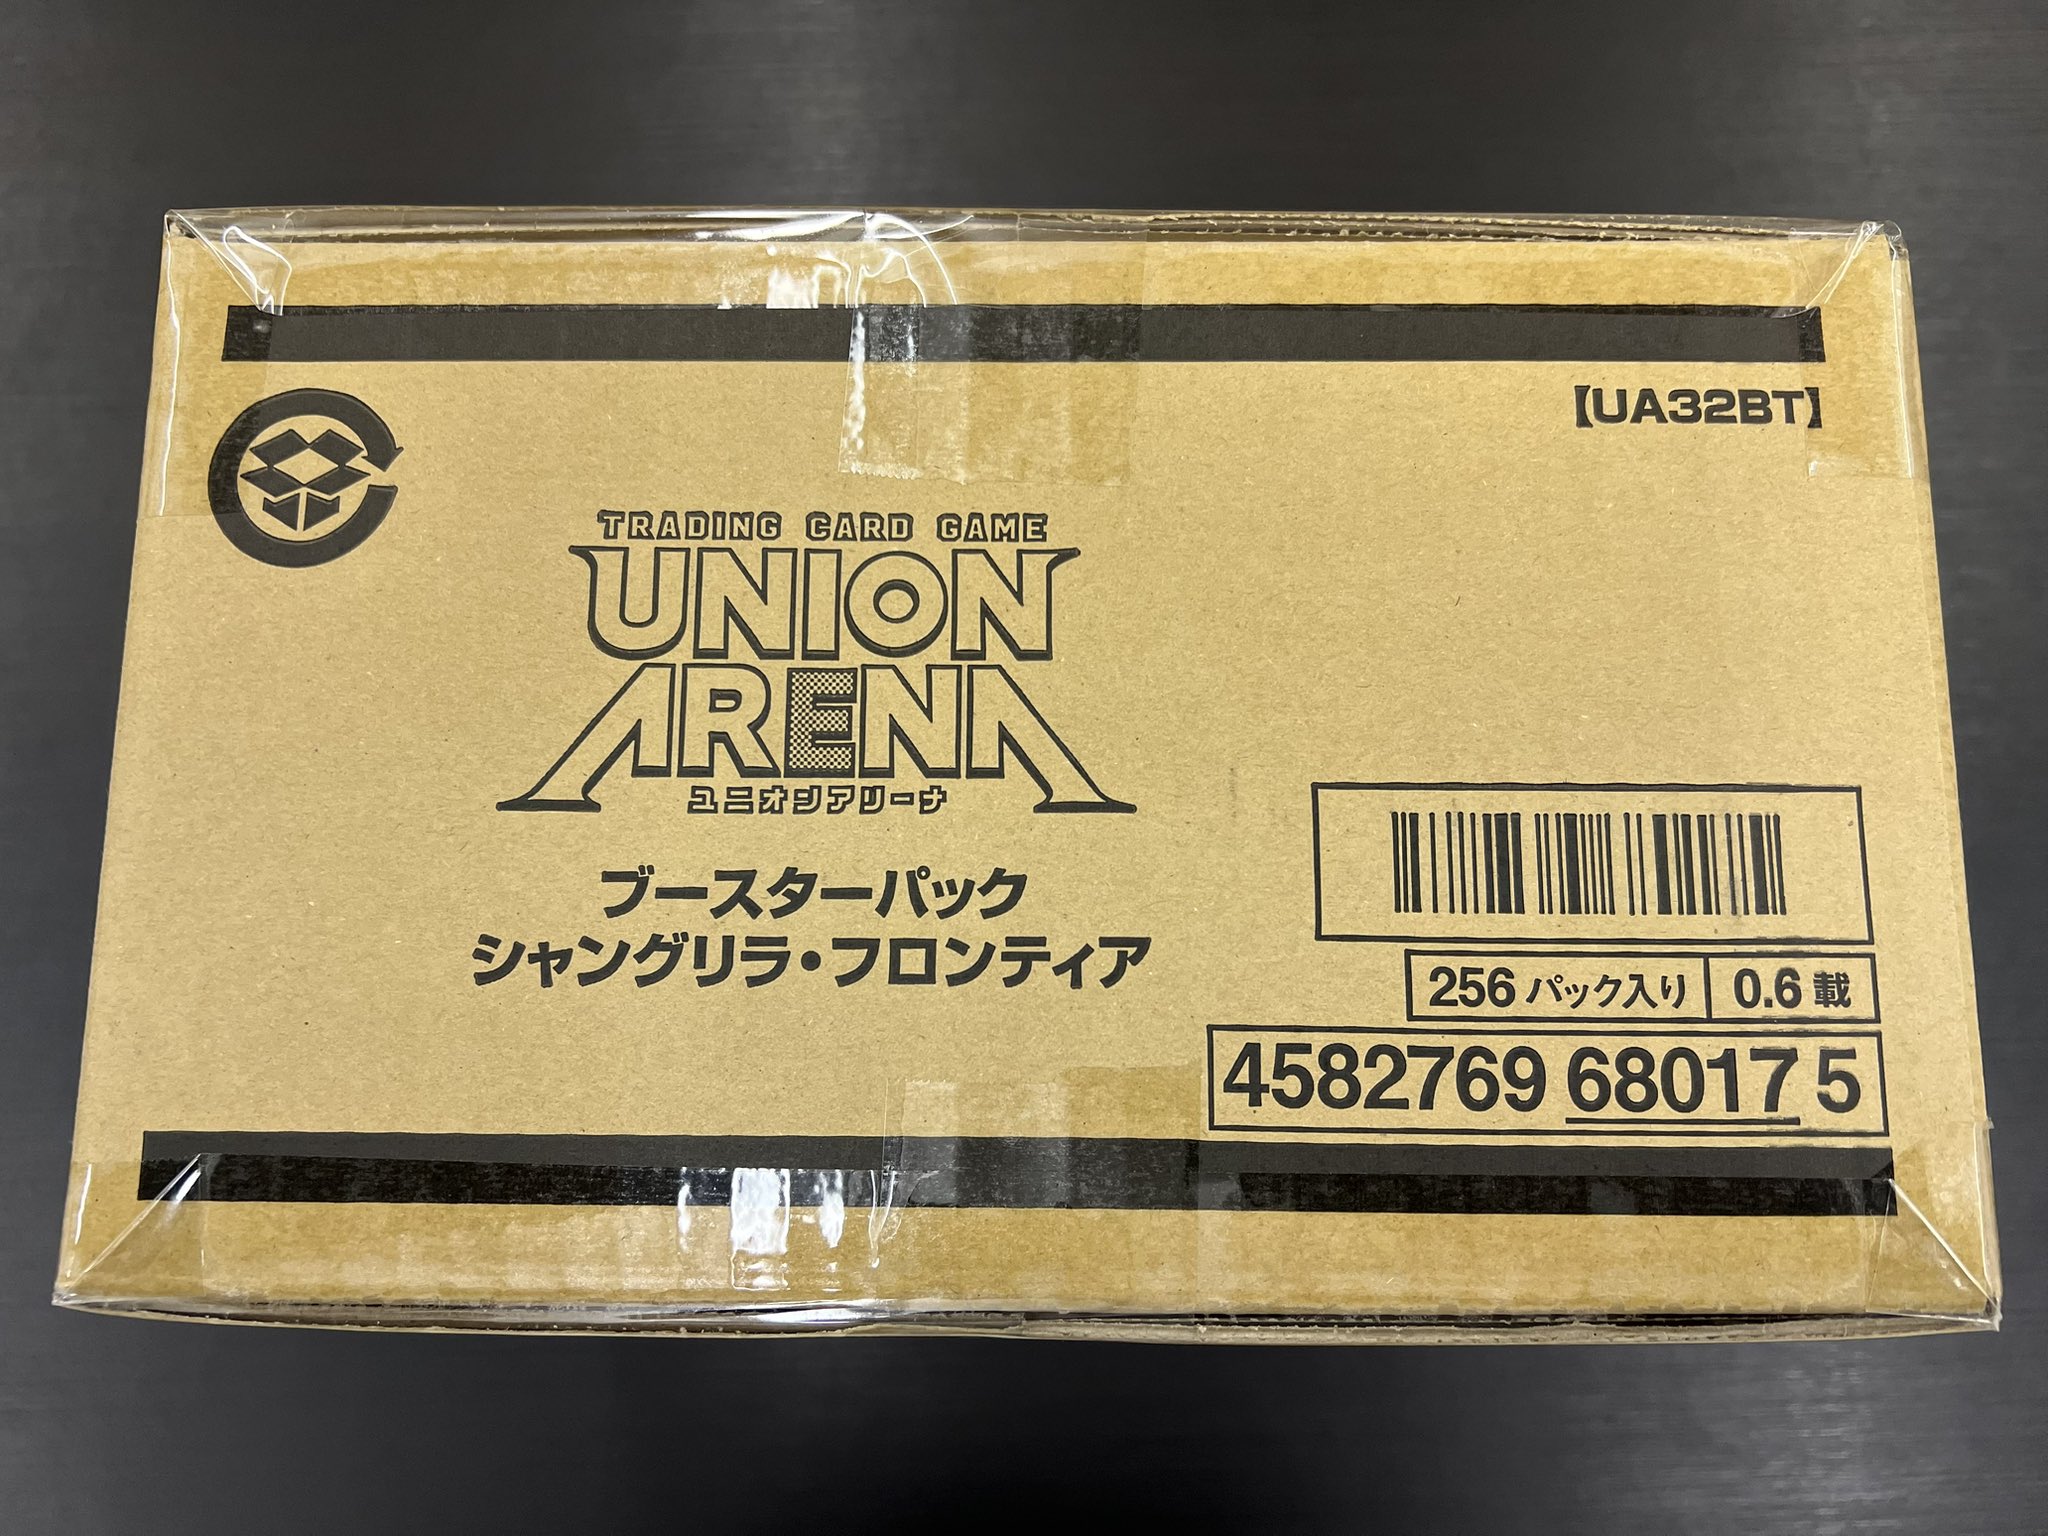 【UA32BT】
TRADING CARD GAME
UNION
ARENA
ユニオンアリーナ
ブースターパック
シャングリラ・フロンティア
256 パック入り 0.6 載
4582769 68017 5